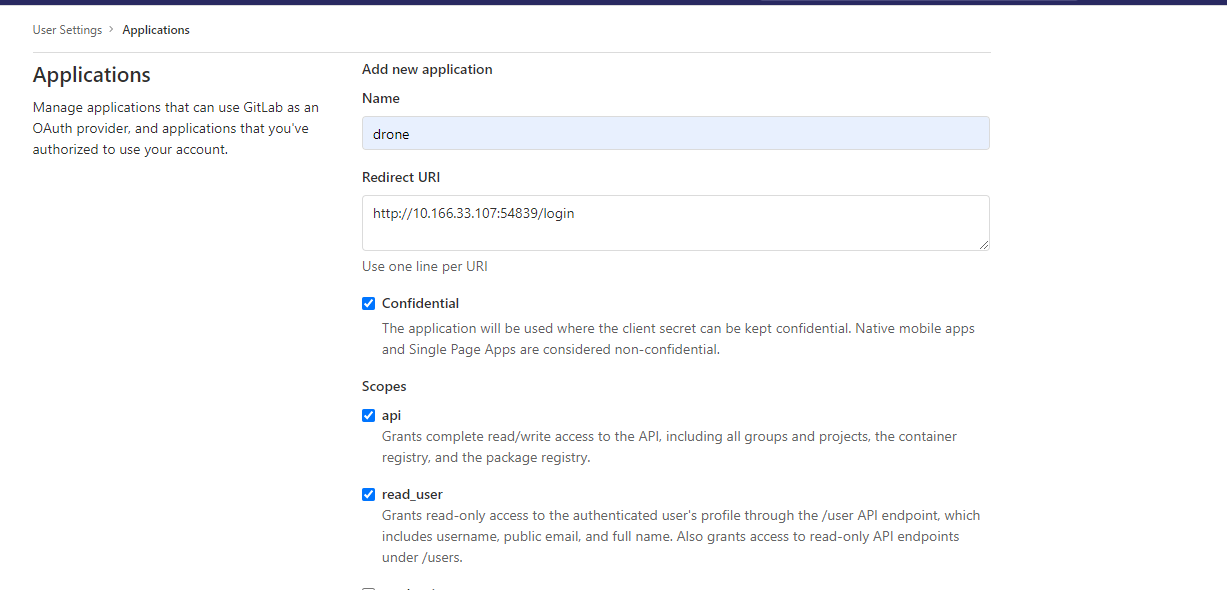 User Settings > Applications
Applications
Manage applications that can use GitLab as an
OAuth provider, and applications that you've
authorized to use your account.
Add new application
Name
drone
Redirect URI
http://10.166.33.107:54839/login
Use one line per URI
Confidential
The application will be used where the client secret can be kept confidential. Native mobile apps
and Single Page Apps are considered non-confidential.
Scopes
api
Grants complete read/write access to the API, including all groups and projects, the container
registry, and the package registry.
read_user
Grants read-only access to the authenticated user's profile through the /user API endpoint, which
includes username, public email, and full name. Also grants access to read-only API endpoints
under /users.